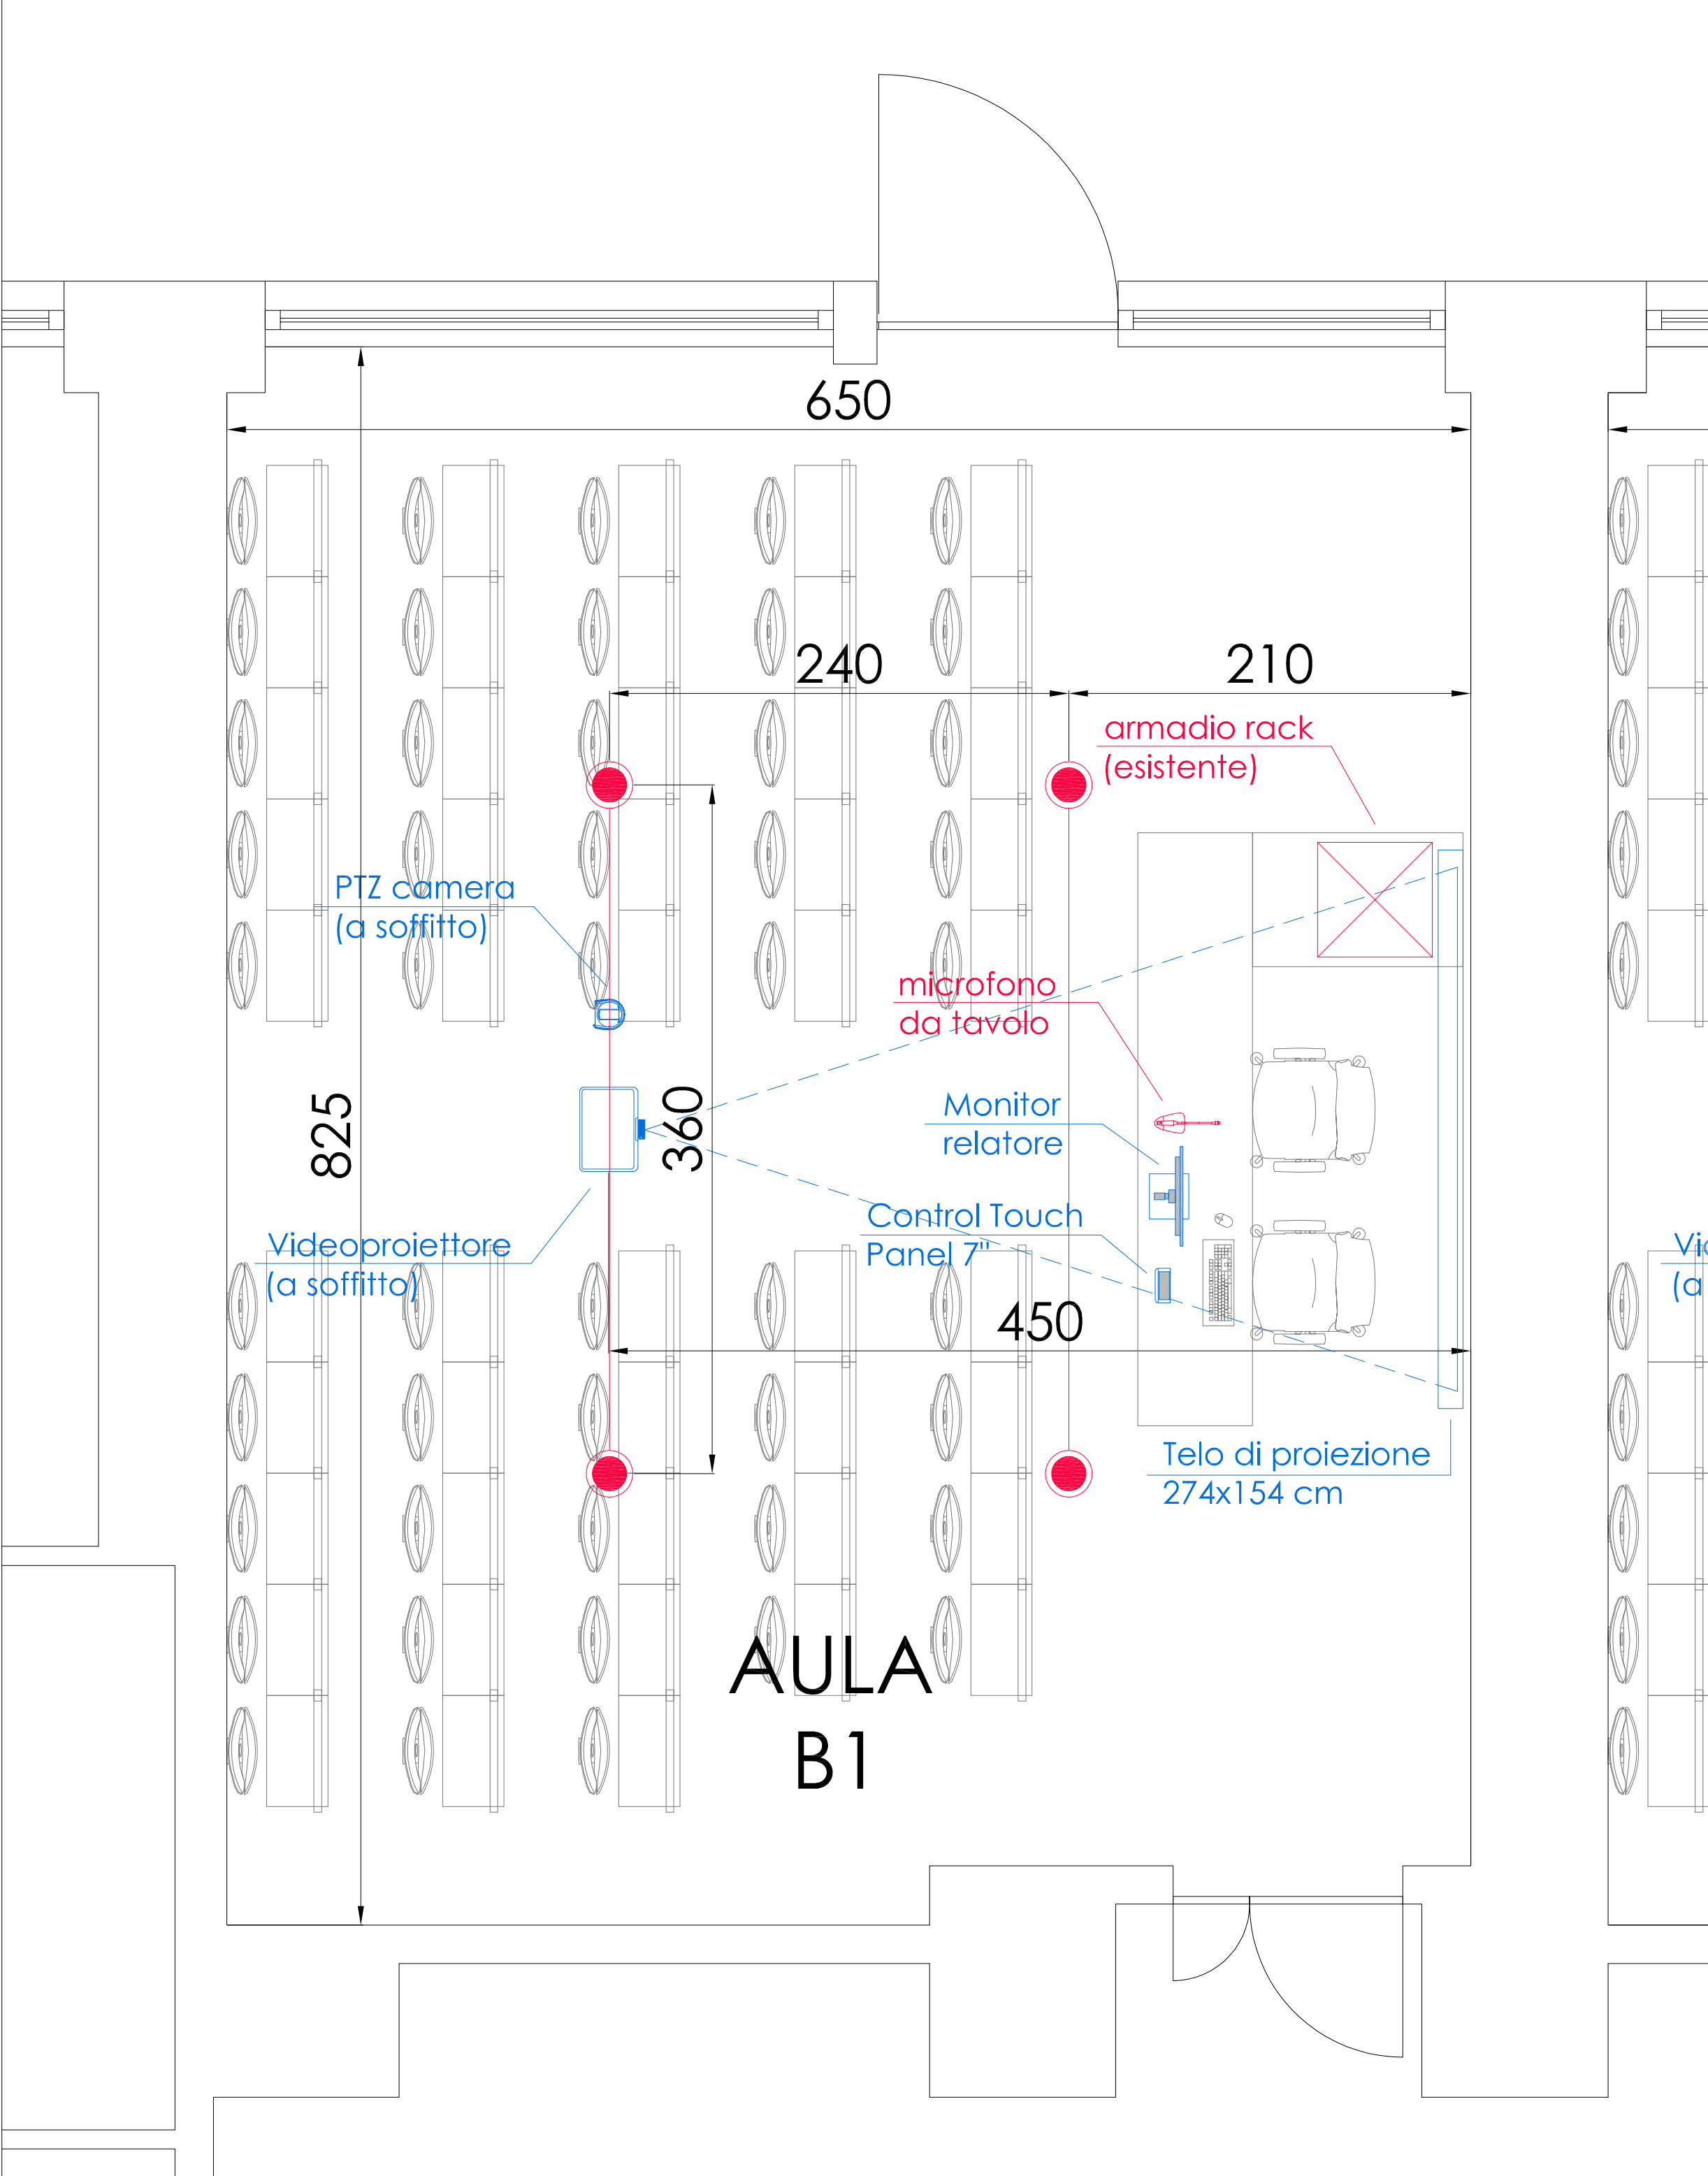 650
240
210
armadio rack
(esistente)
PTZ camera
(a soffitto)
microfono
da tavolo
825
360
Monitor
relatore
Control Touch
Panel 7"
Videoproiettore
(a soffitto)
450
Telo di proiezione
274x154 cm
AULA
B1